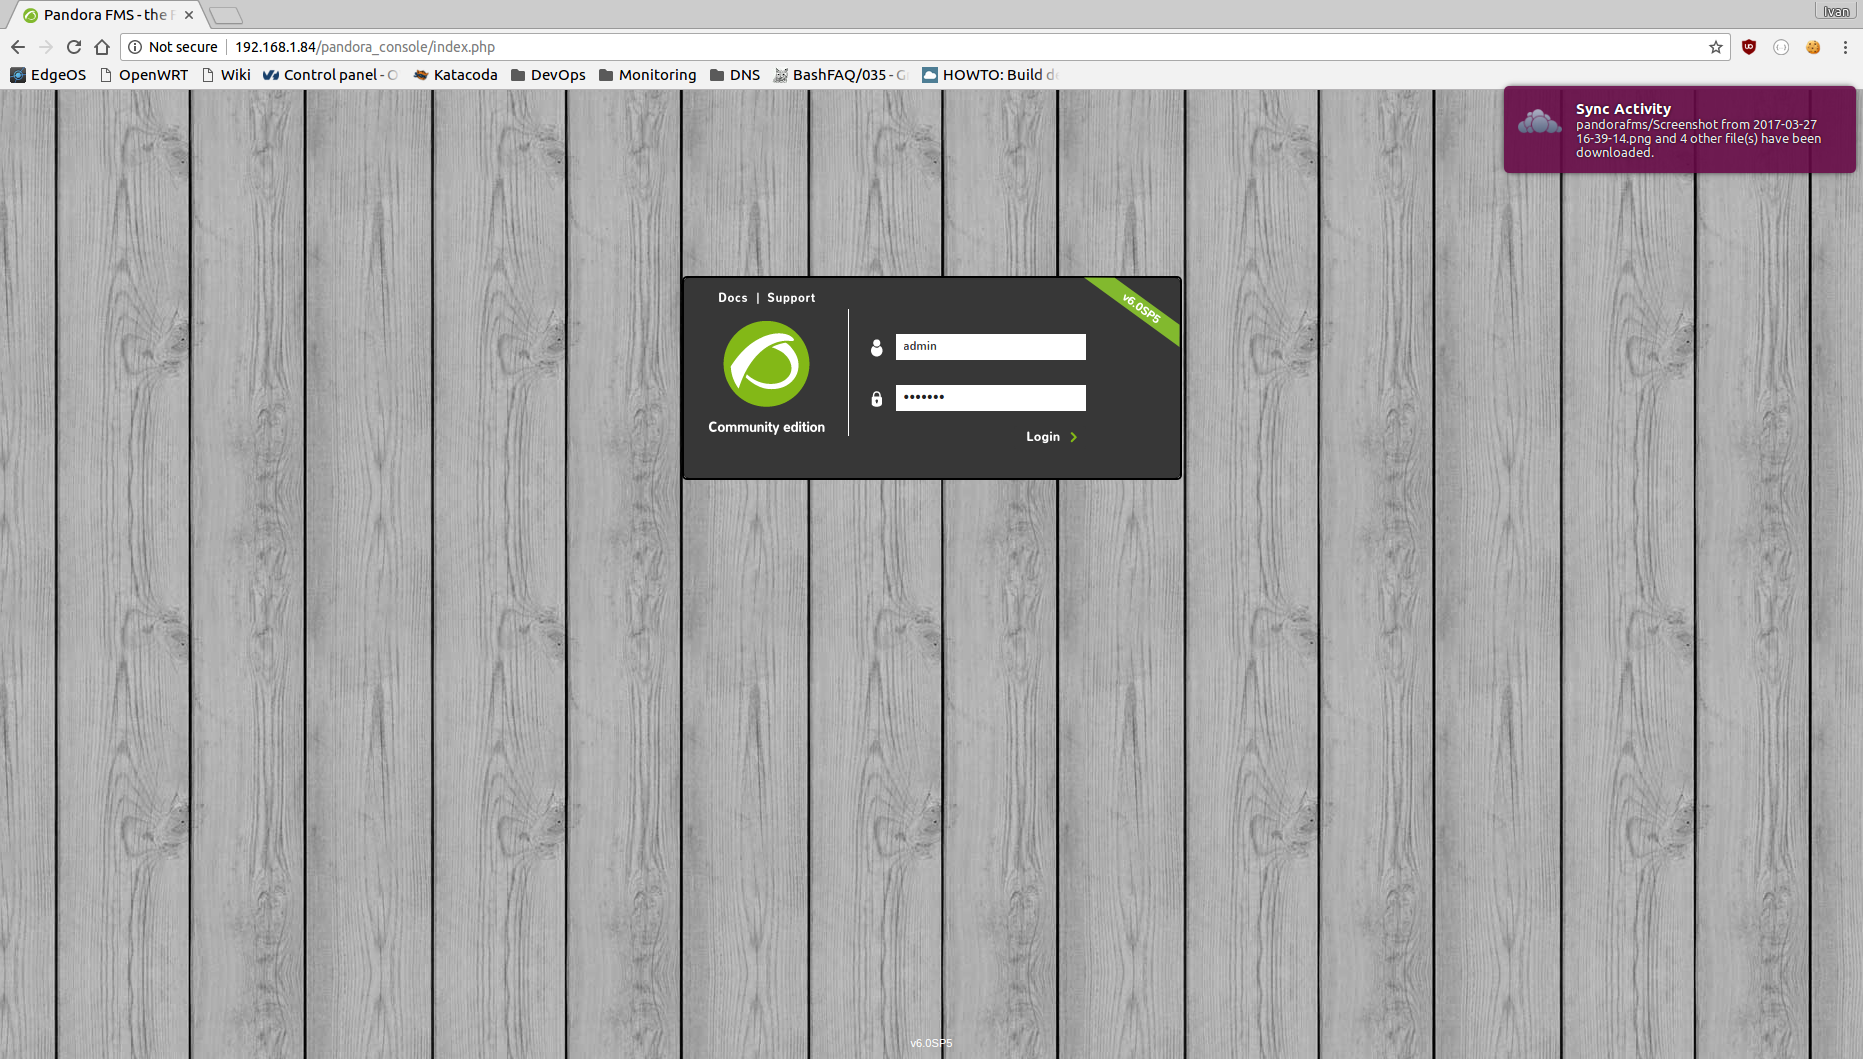 Pandora FMS - the F
Ivan
Not secure 192.168.1.84/pandora_console/index.php
EdgeOS OpenWRT Wiki Control panel - O Katacoda DevOps Monitoring DNS BashFAQ/035 - G HOWTO: Build de
Sync Activity
pandorafms/Screenshot from 2017-03-27
16-39-14.png and 4 other file(s) have been
downloaded.
Docs | Support
v6.0SP5
admin
•••••••
Community edition
Login
v6.0SP5